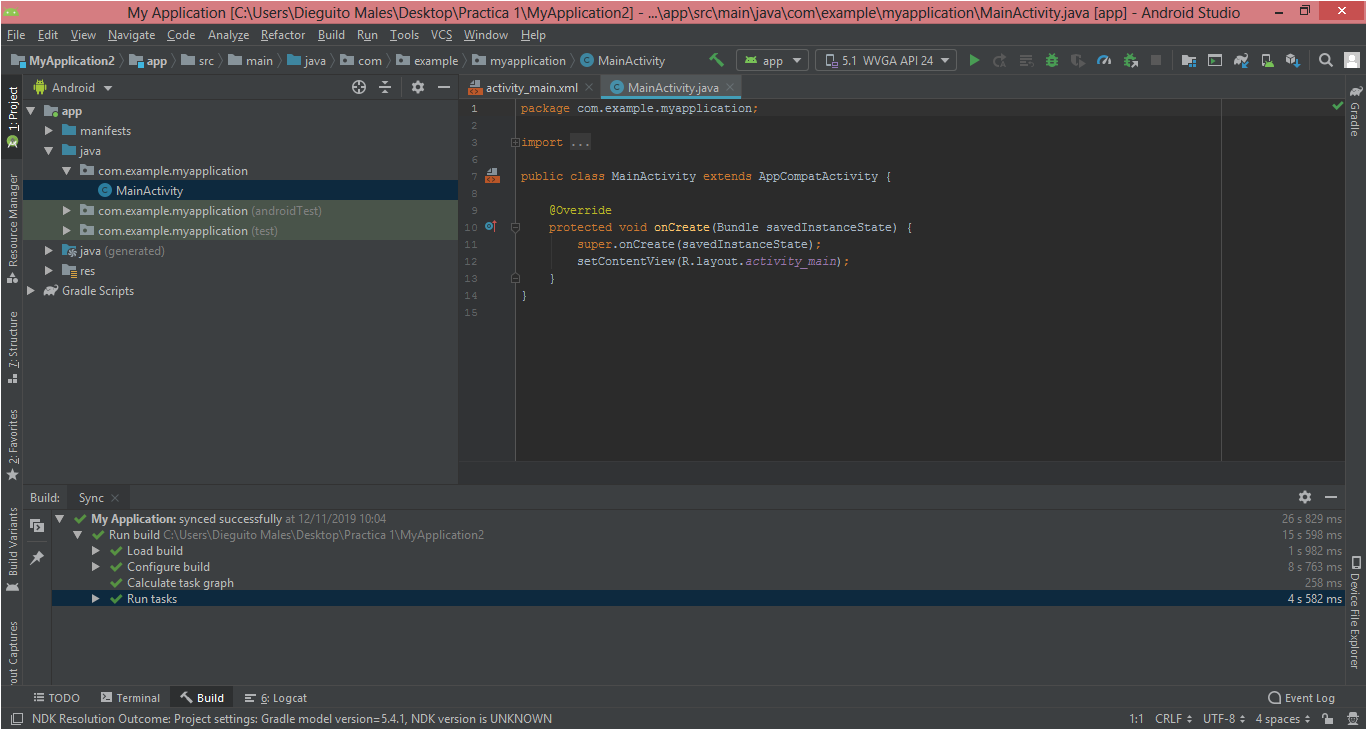 My Application [C:\Users\Dieguito Males\Desktop\Practica 1\MyApplication2] - ...\app\src\main\java\com\example\myapplication\MainActivity.java [app] - Android Studio
File Edit View Navigate Code Analyze Refactor Build Run Tools VCS Window Help
MyApplication2 app src main java com example myapplication MainActivity app 5.1 WVGA API 24
1: Project
Resource Manager
7: Structure
2: Favorites
Build Variants
out Captures
Android
app
manifests
java
com.example.myapplication
MainActivity
com.example.myapplication (androidTest)
com.example.myapplication (test)
java (generated)
res
Gradle Scripts
activity_main.xml MainActivity.java
1 package com.example.myapplication;
2
3 import ...
6
7 public class MainActivity extends AppCompatActivity {
8
9 @Override
10 protected void onCreate(Bundle savedInstanceState) {
11 super.onCreate(savedInstanceState);
12 setContentView(R.layout.activity_main);
13 }
14 }
15
Gradle
Device File Explorer
Build: Sync
My Application: synced successfully at 12/11/2019 10:04 26 s 829 ms
Run build C:\Users\Dieguito Males\Desktop\Practica 1\MyApplication2 15 s 598 ms
Load build 1 s 982 ms
Configure build 8 s 763 ms
Calculate task graph 258 ms
Run tasks 4 s 582 ms
TODO Terminal Build 6: Logcat Event Log
NDK Resolution Outcome: Project settings: Gradle model version=5.4.1, NDK version is UNKNOWN 1:1 CRLF UTF-8 4 spaces